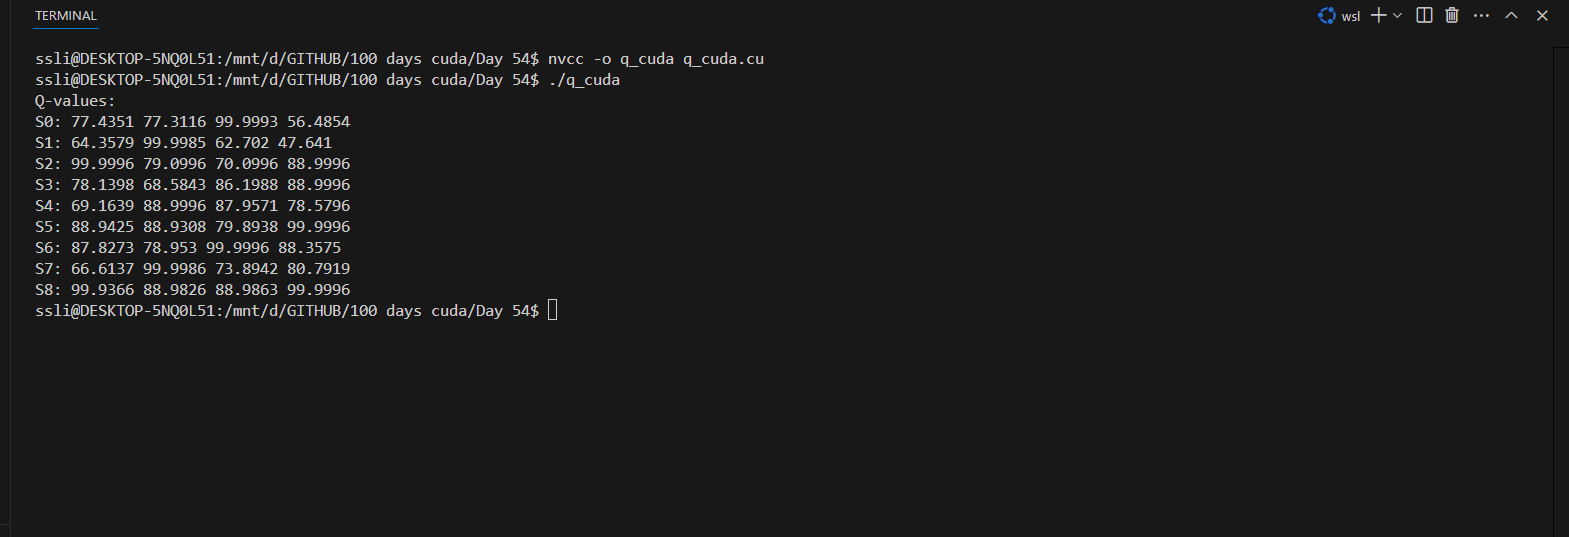 TERMINAL
wsl
ssli@DESKTOP-5NQ0L51:/mnt/d/GITHUB/100 days cuda/Day 54$ nvcc -o q_cuda q_cuda.cu
ssli@DESKTOP-5NQ0L51:/mnt/d/GITHUB/100 days cuda/Day 54$ ./q_cuda
Q-values:
S0: 77.4351 77.3116 99.9993 56.4854
S1: 64.3579 99.9985 62.702 47.641
S2: 99.9996 79.0996 70.0996 88.9996
S3: 78.1398 68.5843 86.1988 88.9996
S4: 69.1639 88.9996 87.9571 78.5796
S5: 88.9425 88.9308 79.8938 99.9996
S6: 87.8273 78.953 99.9996 88.3575
S7: 66.6137 99.9986 73.8942 80.7919
S8: 99.9366 88.9826 88.9863 99.9996
ssli@DESKTOP-5NQ0L51:/mnt/d/GITHUB/100 days cuda/Day 54$